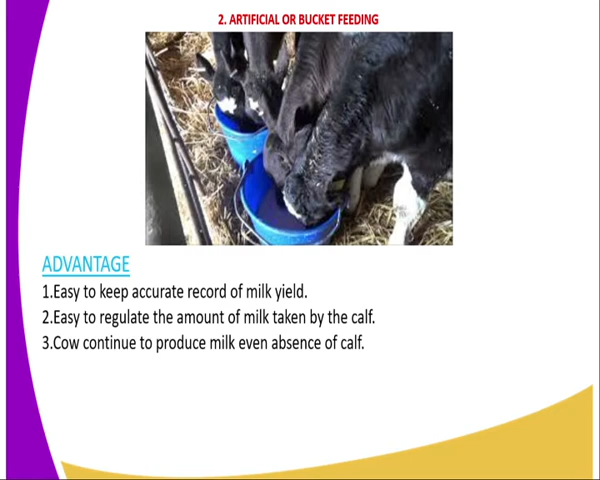 2. ARTIFICIAL OR BUCKET FEEDING
ADVANTAGE
1.Easy to keep accurate record of milk yield.
2.Easy to regulate the amount of milk taken by the calf.
3.Cow continue to produce milk even absence of calf.